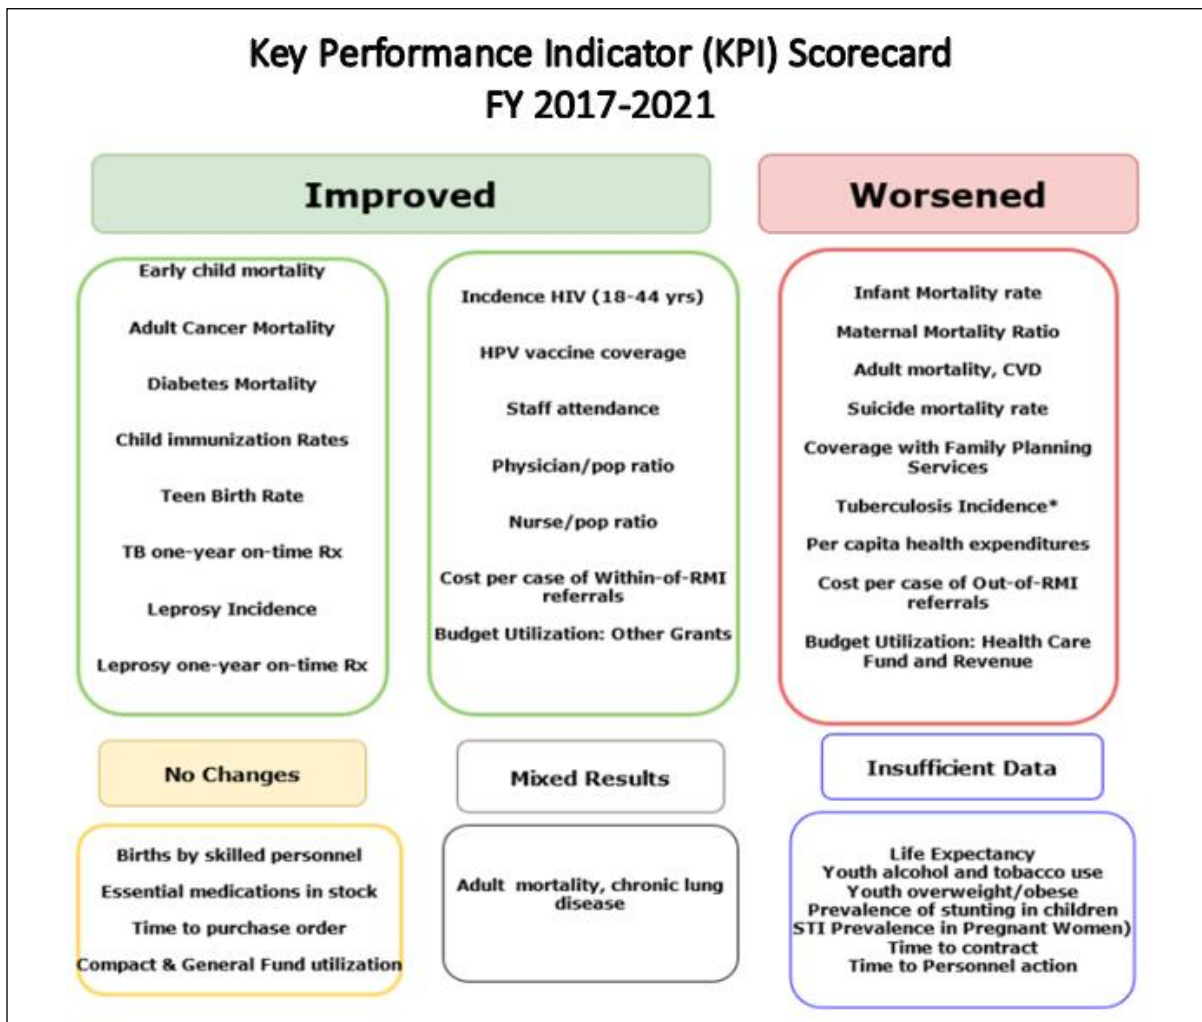 Key Performance Indicator (KPI) Scorecard
FY 2017-2021
Improved
Early child mortality
Adult Cancer Mortality
Diabetes Mortality
Child immunization Rates
Teen Birth Rate
TB one-year on-time Rx
Leprosy Incidence
Leprosy one-year on-time Rx
Incdence HIV (18-44 yrs)
HPV vaccine coverage
Staff attendance
Physician/pop ratio
Nurse/pop ratio
Cost per case of Within-of-RMI
referrals
Budget Utilization: Other Grants
Worsened
Infant Mortality rate
Maternal Mortality Ratio
Adult mortality, CVD
Suicide mortality rate
Coverage with Family Planning
Services
Tuberculosis Incidence*
Per capita health expenditures
Cost per case of Out-of-RMI
referrals
Budget Utilization: Health Care
Fund and Revenue
No Changes
Births by skilled personnel
Essential medications in stock
Time to purchase order
Compact & General Fund utilization
Mixed Results
Adult mortality, chronic lung
disease
Insufficient Data
Life Expectancy
Youth alcohol and tobacco use
Youth overweight/obese
Prevalence of stunting in children
STI Prevalence in Pregnant Women)
Time to contract
Time to Personnel action